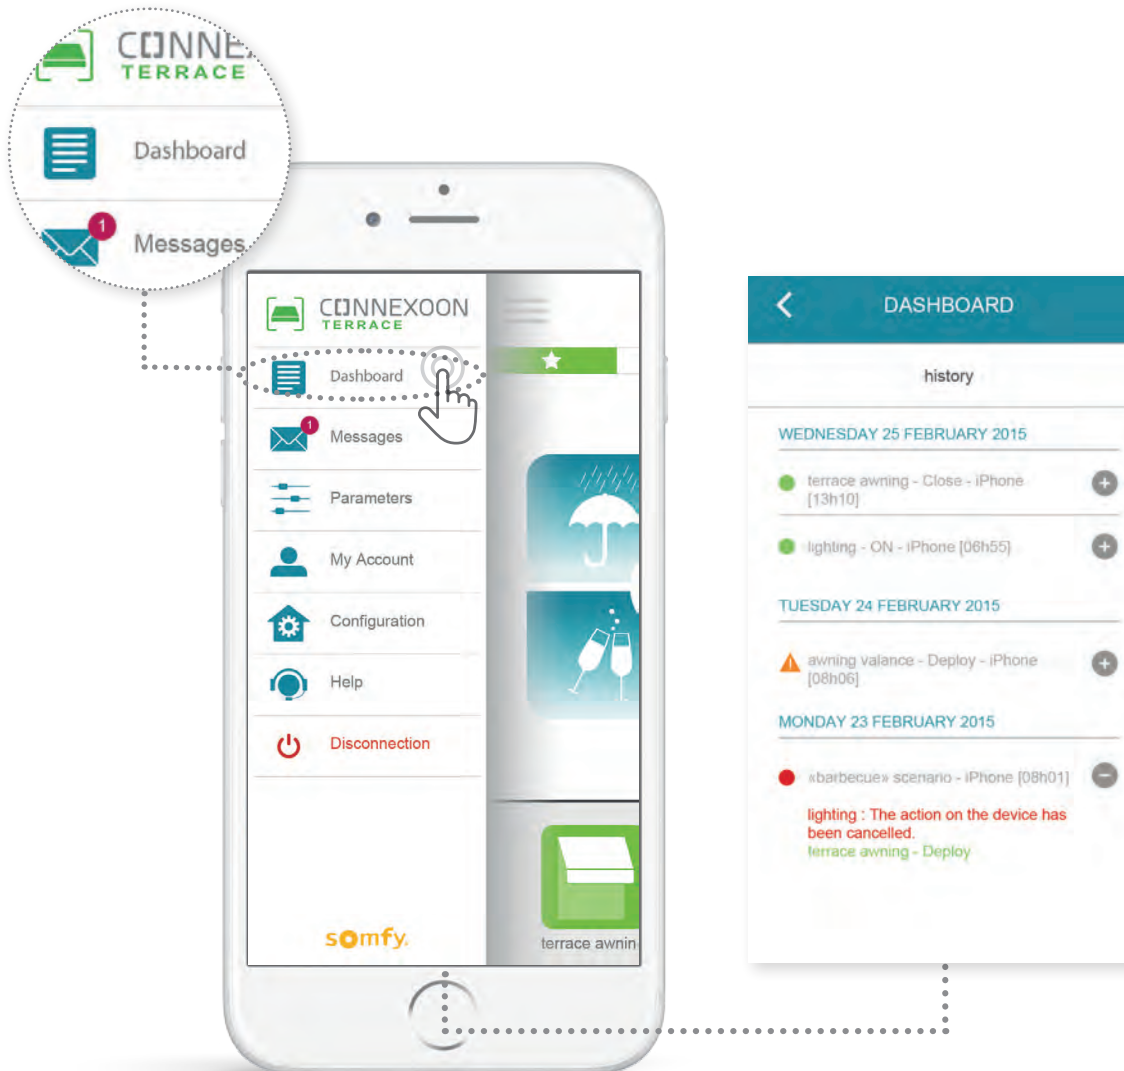 CONNEX
TERRACE
Dashboard
1
Messages
CONNEXOON
TERRACE
Dashboard
1
Messages
Parameters
My Account
Configuration
Help
Disconnection
somfy.
terrace awnin
DASHBOARD
history
WEDNESDAY 25 FEBRUARY 2015
terrace awning - Close - iPhone
[13h10]
lighting - ON - iPhone [06h55]
TUESDAY 24 FEBRUARY 2015
awning valance - Deploy - iPhone
[08h06]
MONDAY 23 FEBRUARY 2015
«barbecue» scenario - iPhone [08h01]
lighting : The action on the device has
been cancelled.
terrace awning - Deploy